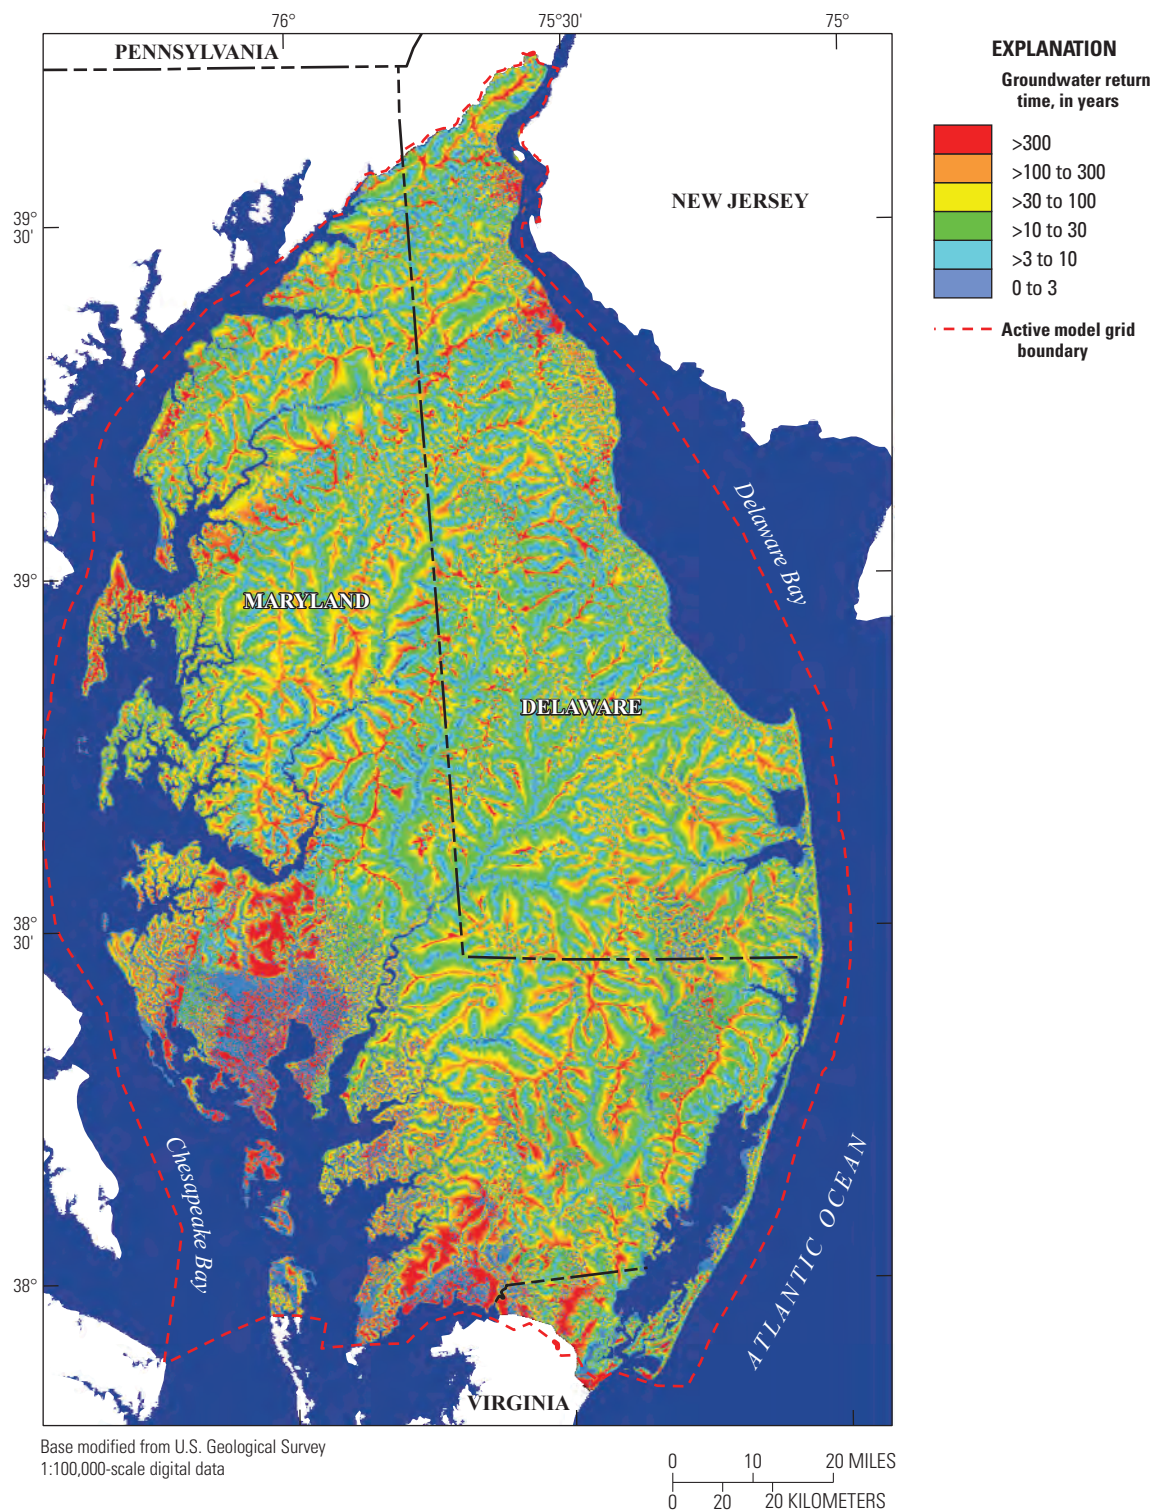 76°
75°30'
75°
PENNSYLVANIA
EXPLANATION
Groundwater return
time, in years
>300
>100 to 300
>30 to 100
>10 to 30
>3 to 10
0 to 3
Active model grid
boundary
NEW JERSEY
39°
30'
Delaware Bay
39°
MARYLAND
DELAWARE
38°
30'
Chesapeake Bay
ATLANTIC OCEAN
38°
VIRGINIA
Base modified from U.S. Geological Survey
1:100,000-scale digital data
0 10 20 MILES
0 20 20 KILOMETERS